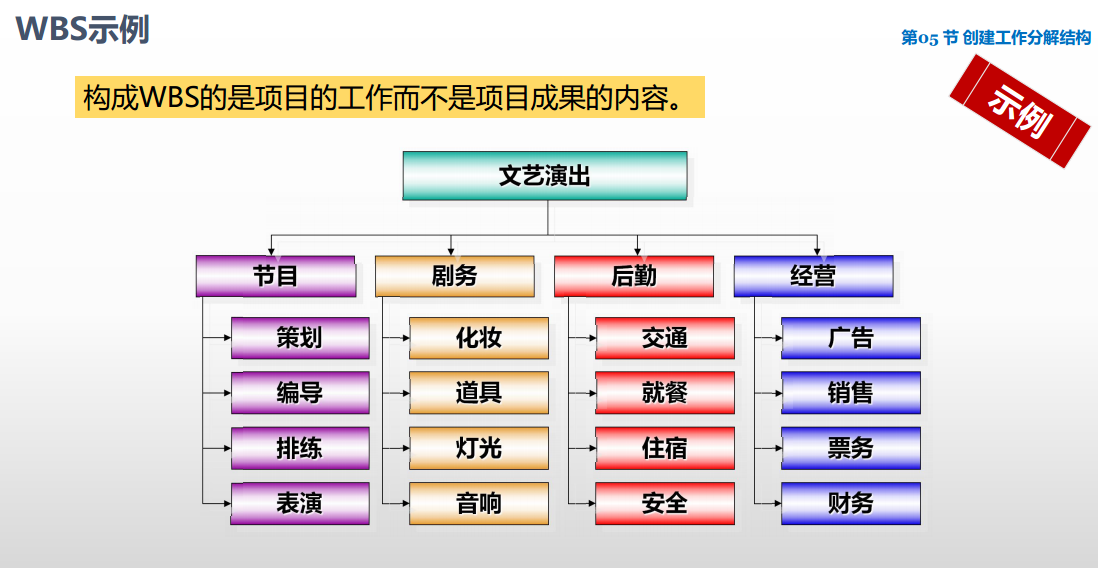 WBS示例
第05 节 创建工作分解结构
构成WBS的是项目的工作而不是项目成果的内容。
示例
文艺演出
节目
剧务
后勤
经营
策划
化妆
交通
广告
编导
道具
就餐
销售
排练
灯光
住宿
票务
表演
音响
安全
财务